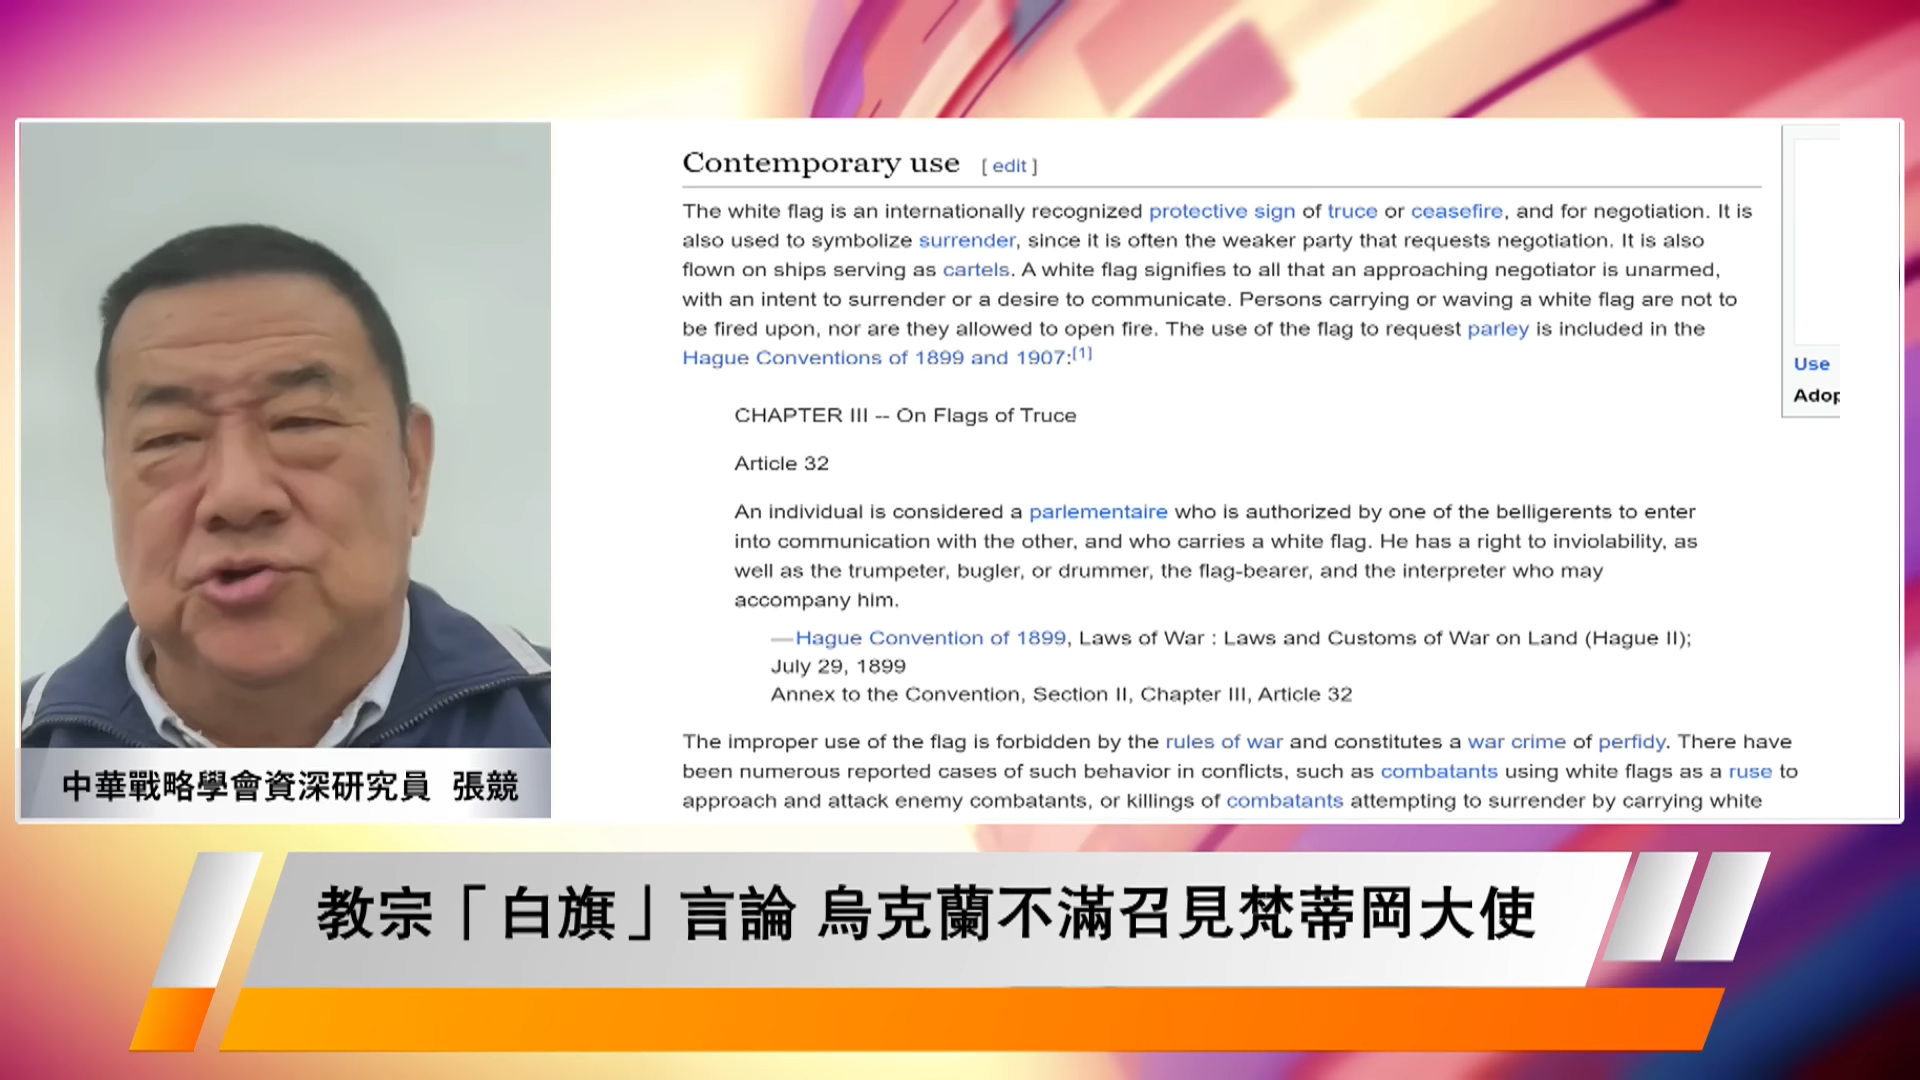 Contemporary use [ edit ]
The white flag is an internationally recognized protective sign of truce or ceasefire, and for negotiation. It is
also used to symbolize surrender, since it is often the weaker party that requests negotiation. It is also
flown on ships serving as cartels. A white flag signifies to all that an approaching negotiator is unarmed,
with an intent to surrender or a desire to communicate. Persons carrying or waving a white flag are not to
be fired upon, nor are they allowed to open fire. The use of the flag to request parley is included in the
Hague Conventions of 1899 and 1907:[1]
Use
Adop
CHAPTER III -- On Flags of Truce
Article 32
An individual is considered a parlementaire who is authorized by one of the belligerents to enter
into communication with the other, and who carries a white flag. He has a right to inviolability, as
well as the trumpeter, bugler, or drummer, the flag-bearer, and the interpreter who may
accompany him.
—Hague Convention of 1899, Laws of War : Laws and Customs of War on Land (Hague II);
July 29, 1899
Annex to the Convention, Section II, Chapter III, Article 32
The improper use of the flag is forbidden by the rules of war and constitutes a war crime of perfidy. There have
been numerous reported cases of such behavior in conflicts, such as combatants using white flags as a ruse to
approach and attack enemy combatants, or killings of combatants attempting to surrender by carrying white
中華戰略學會資深研究員 張競
教宗「白旗」言論 烏克蘭不滿召見梵蒂岡大使